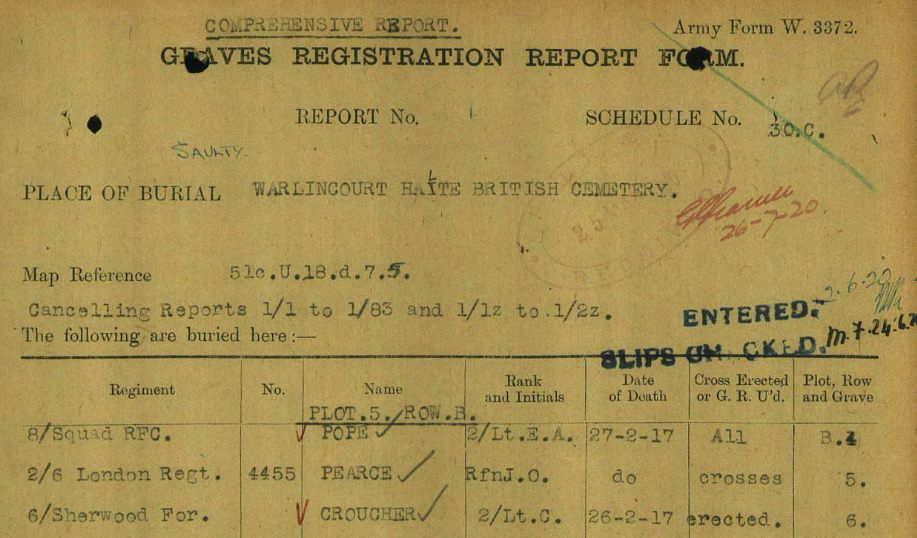 COMPREHENSIVE REPORT.
Army Form W. 3372.
GRAVES REGISTRATION REPORT FORM.
REPORT No.
SCHEDULE No. 30.C.
SAULTY.
PLACE OF BURIAL WARLINCOURT HALTE BRITISH CEMETERY.
26-7-20.
Map Reference 51c.U.18.d.7.5.
Cancelling Reports 1/1 to 1/83 and 1/1z to 1/2z.
ENTERED.
The following are buried here:—
SLIPS CHECKED.
Regiment No. Name Rank and Initials Date of Death Cross Erected or G. R. U'd. Plot, Row and Grave
PLOT.5./ROW.B.
8/Squad RFC. POPE 2/Lt.E.A. 27-2-17 All B.4
2/6 London Regt. 4455 PEARCE RfnJ.O. do crosses 5.
6/Sherwood For. CROUCHER 2/Lt.C. 26-2-17 erected. 6.